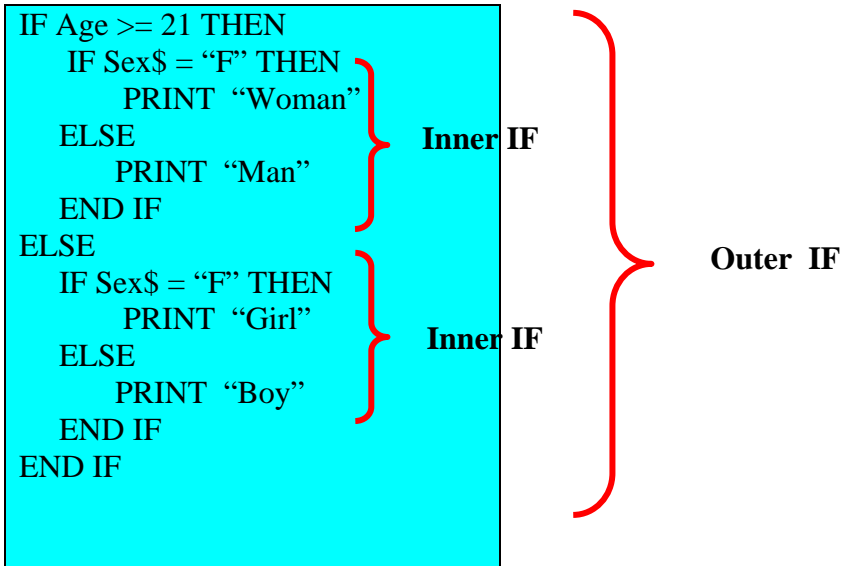 IF Age >= 21 THEN
IF Sex$ = “F” THEN
PRINT “Woman”
ELSE
PRINT “Man”
END IF
ELSE
IF Sex$ = “F” THEN
PRINT “Girl”
ELSE
PRINT “Boy”
END IF
END IF
Inner IF
Inner IF
Outer IF